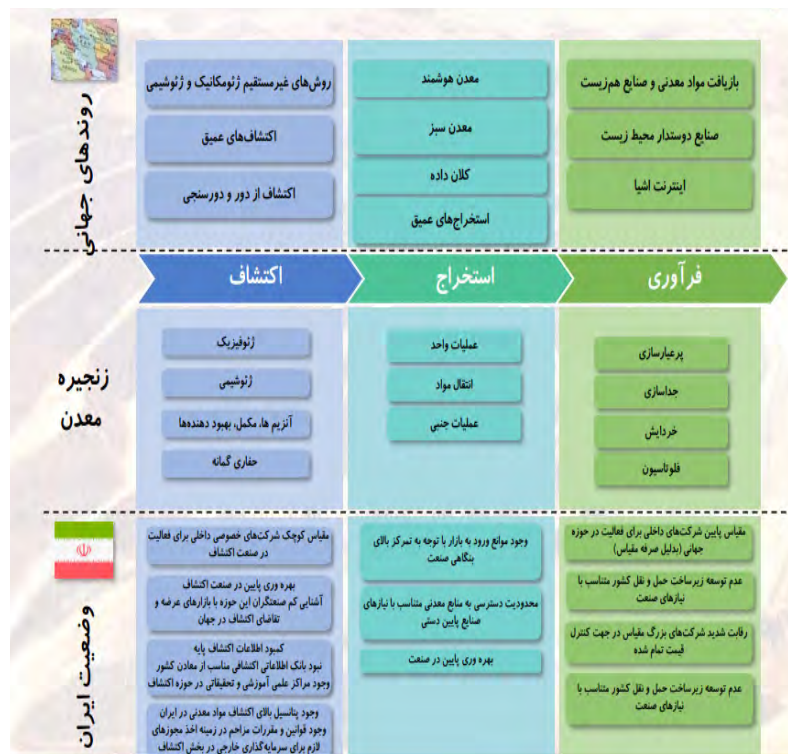 روندهای جهانی
روش‌های غیرمستقیم ژئومکانیک و ژئوشیمی
اکتشاف‌های عمیق
اکتشاف از دور و دورسنجی
معدن هوشمند
معدن سبز
کلان داده
استخراج‌های عمیق
بازیافت مواد معدنی و صنایع هم‌زیست
صنایع دوستدار محیط زیست
اینترنت اشیا
اکتشاف
استخراج
فرآوری
زنجیره
معدن
ژئوفیزیک
ژئوشیمی
آنزیم ها، مکمل، بهبود دهنده‌ها
حفاری گمانه
عملیات واحد
انتقال مواد
عملیات جنبی
پرعیارسازی
جداسازی
خردایش
فلوتاسیون
وضعیت ایران
مقیاس کوچک شرکت‌های خصوصی داخلی برای فعالیت
در صنعت اکتشاف
بهره وری پایین در صنعت اکتشاف
آشنایی کم صنعتگران این حوزه با بازارهای عرضه و
تقاضای اکتشاف در جهان
کمبود اطلاعات اکتشاف پایه
نبود بانک اطلاعاتی اکتشافی مناسب از معادن کشور
وجود مراکز علمی آموزشی و تحقیقاتی در حوزه اکتشاف
وجود پتانسیل بالای اکتشاف مواد معدنی در ایران
وجود قوانین و مقررات مزاحم در زمینه اخذ مجوزهای
لازم برای سرمایه‌گذاری خارجی در بخش اکتشاف
وجود موانع ورود به بازار با توجه به تمرکز بالای
بنگاهی صنعت
محدودیت دسترسی به منابع معدنی متناسب با نیازهای
صنایع پایین دستی
بهره وری پایین در صنعت
مقیاس پایین شرکت‌های داخلی برای فعالیت در حوزه
جهانی (بدلیل صرفه مقیاس)
عدم توسعه زیرساخت حمل و نقل کشور متناسب با
نیازهای صنعت
رقابت شدید شرکت‌های بزرگ مقیاس در جهت کنترل
قیمت تمام شده
عدم توسعه زیرساخت حمل و نقل کشور متناسب با
نیازهای صنعت